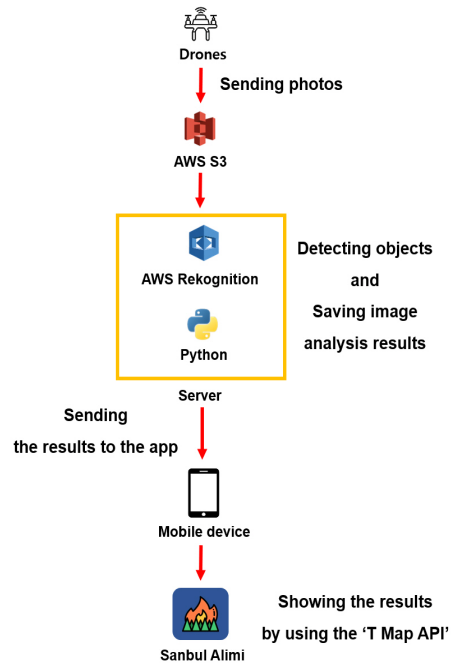 Drones
Sending photos
AWS S3
AWS Rekognition
Python
Detecting objects
and
Saving image
analysis results
Server
Sending
the results to the app
Mobile device
Showing the results
by using the ‘T Map API’
Sanbul Alimi